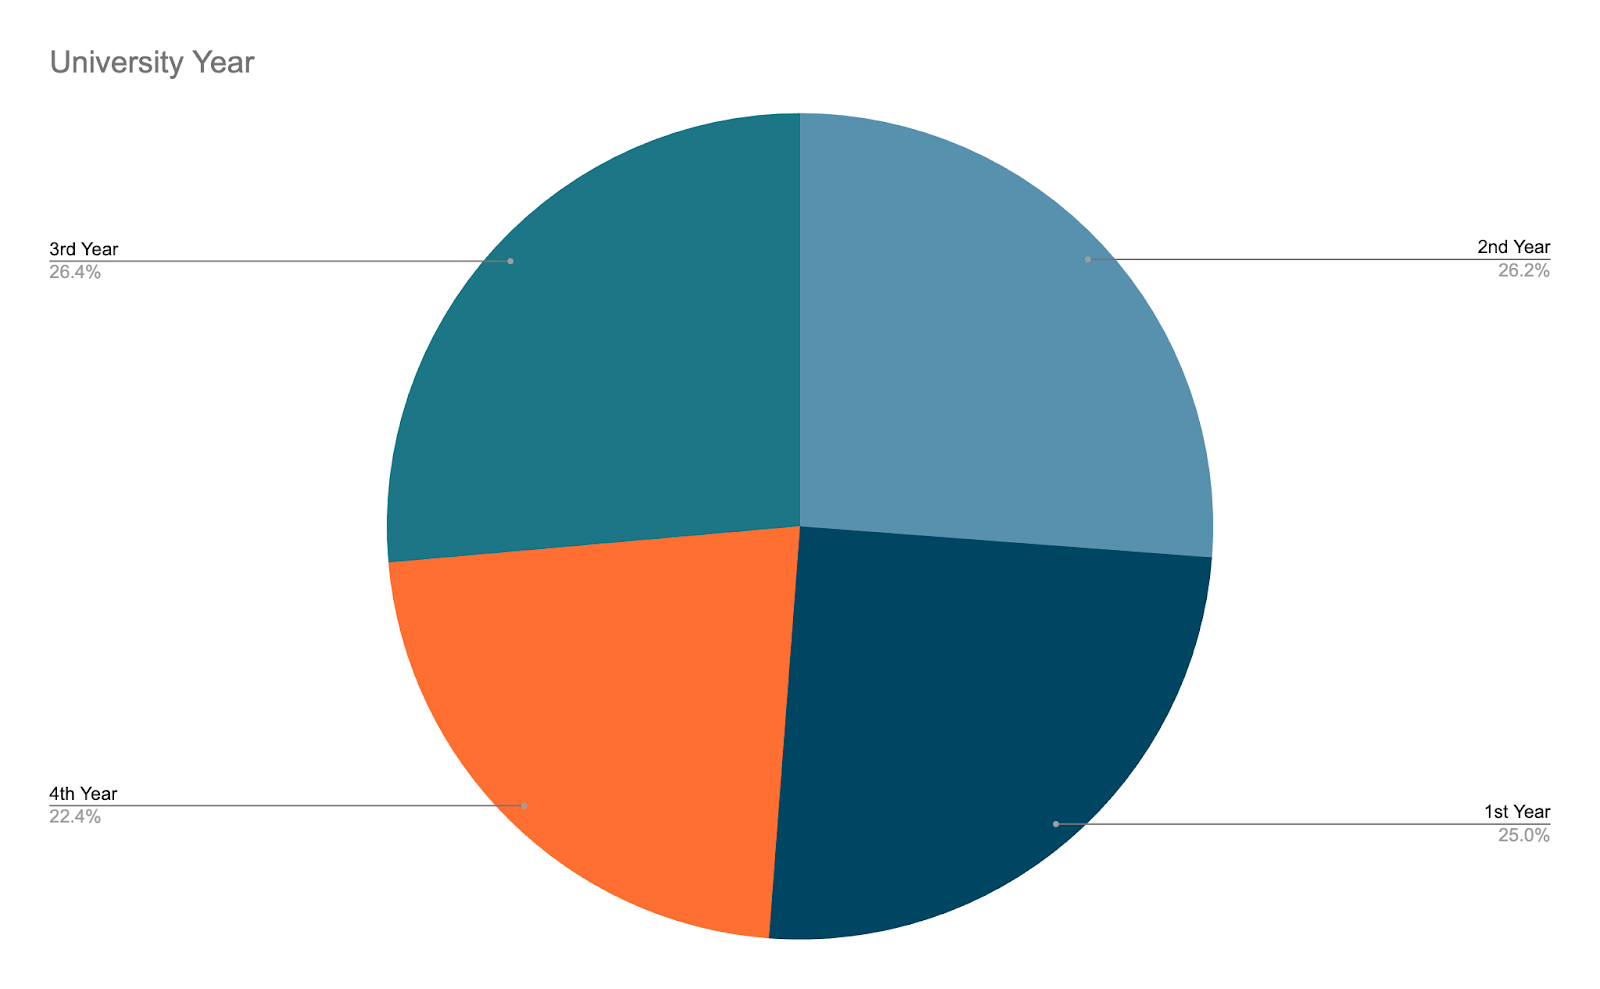 University Year
3rd Year
26.4%
2nd Year
26.2%
4th Year
22.4%
1st Year
25.0%